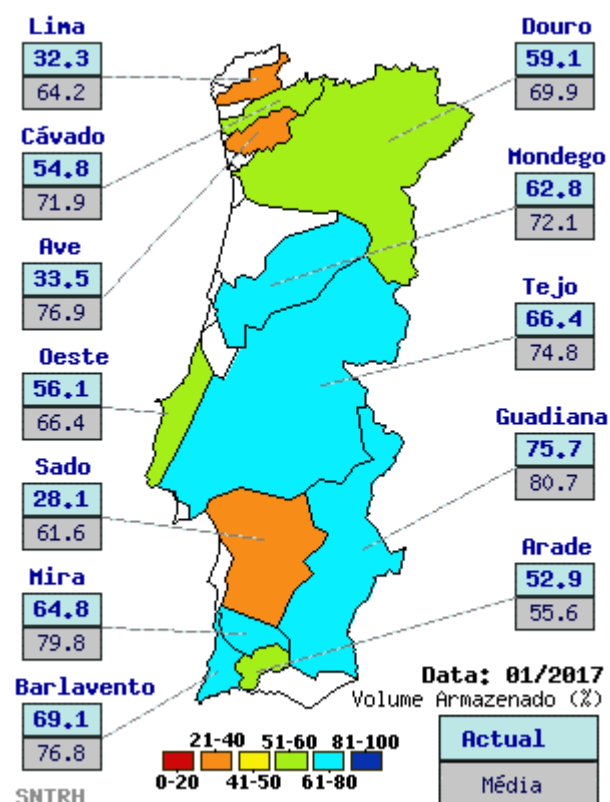 Lima
32.3
64.2
Cávado
54.8
71.9
Ave
33.5
76.9
Oeste
56.1
66.4
Sado
28.1
61.6
Mira
64.8
79.8
Barlavento
69.1
76.8
SNTRH
Douro
59.1
69.9
Mondego
62.8
72.1
Tejo
66.4
74.8
Guadiana
75.7
80.7
Arade
52.9
55.6
Data: 01/2017
Volume Armazenado (%)
21-40 51-60 81-100
0-20 41-50 61-80
Actual
Média